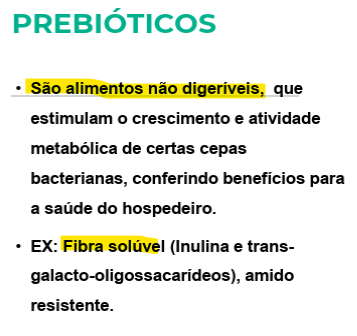 PREBIÓTICOS
• São alimentos não digeríveis, que
estimulam o crescimento e atividade
metabólica de certas cepas
bacterianas, conferindo benefícios para
a saúde do hospedeiro.
• EX: Fibra solúvel (Inulina e trans-
galacto-oligossacarídeos), amido
resistente.